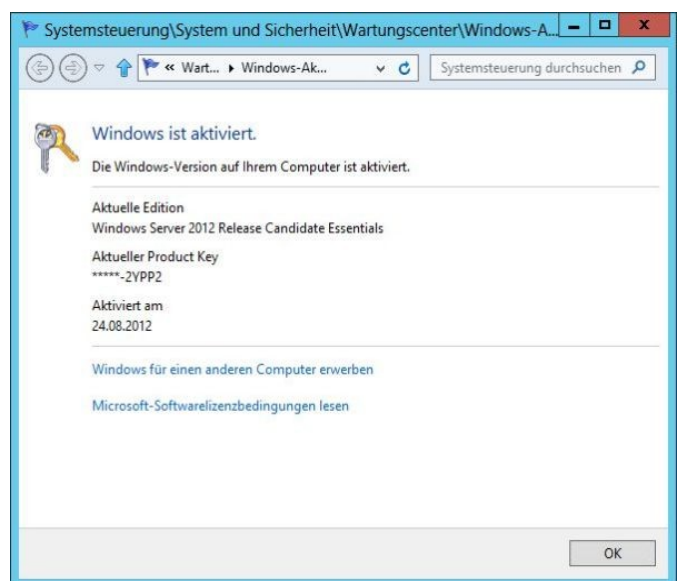 Systemsteuerung\System und Sicherheit\Wartungscenter\Windows-A...
« Wart... ▸ Windows-Ak...
Systemsteuerung durchsuchen
Windows ist aktiviert.
Die Windows-Version auf Ihrem Computer ist aktiviert.
Aktuelle Edition
Windows Server 2012 Release Candidate Essentials
Aktueller Product Key
*****-2YPP2
Aktiviert am
24.08.2012
Windows für einen anderen Computer erwerben
Microsoft-Softwarelizenzbedingungen lesen
OK